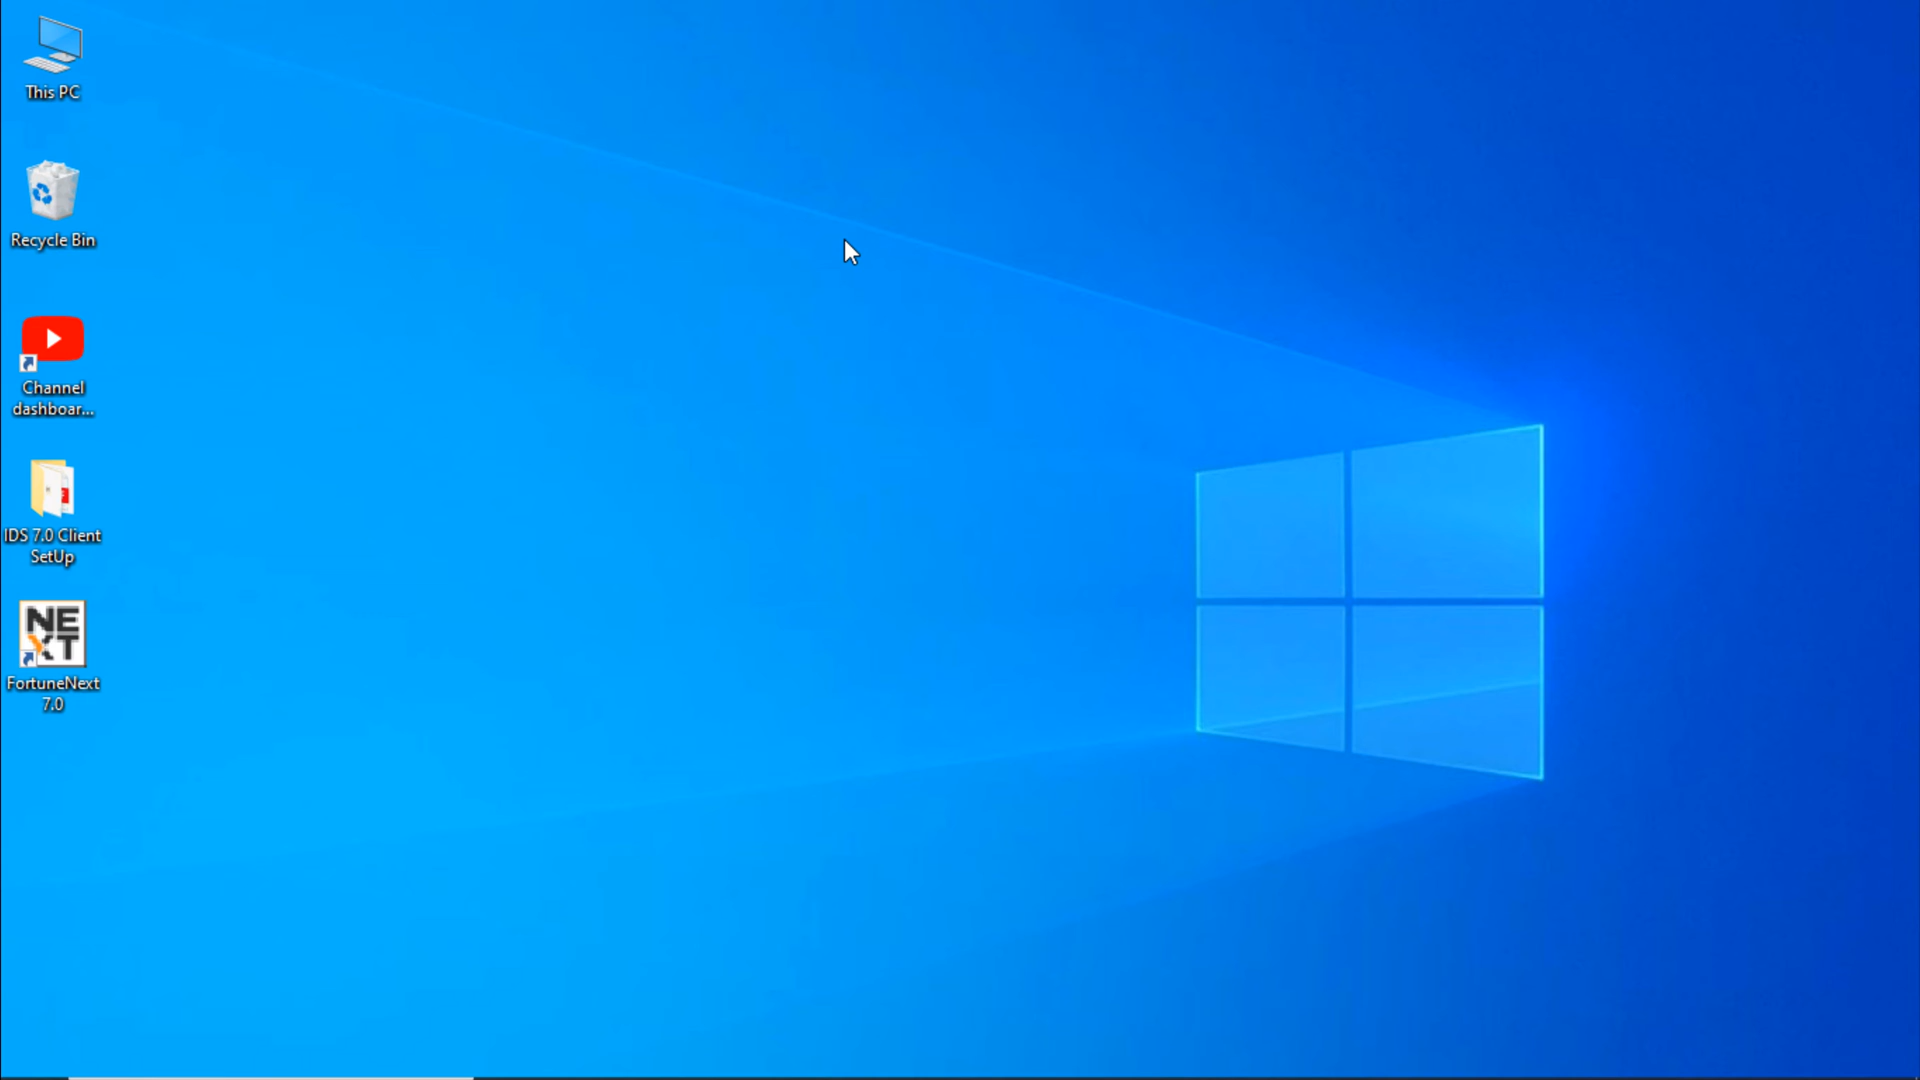 This PC
Recycle Bin
Channel
dashboar...
IDS 7.0 Client
SetUp
NE
XT
FortuneNext
7.0